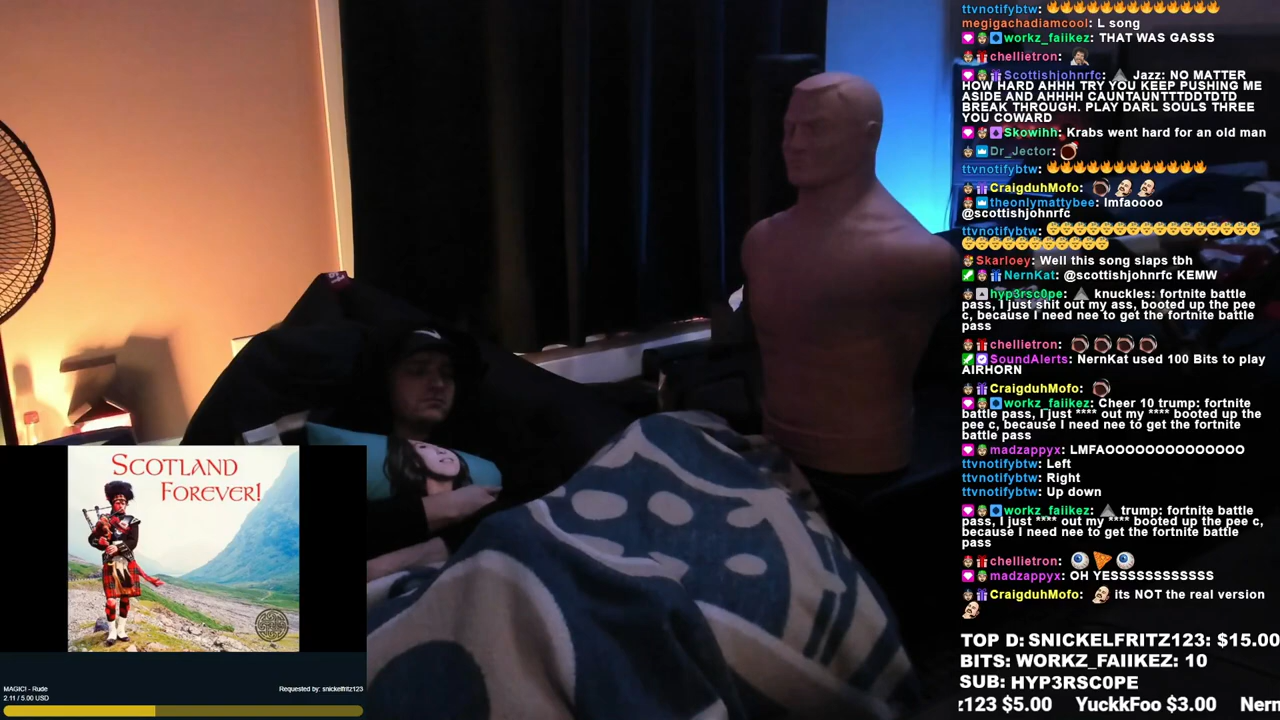 ttvnotifybtw:
megigachadiamcool: L song
workz_faiikez: THAT WAS GASSS
chellietron:
Scottishjohnrfc: Jazz: NO MATTER
HOW HARD AHHH TRY YOU KEEP PUSHING ME
ASIDE AND AHHHH CAUNTAUNTTTDDTDTD
BREAK THROUGH. PLAY DARL SOULS THREE
YOU COWARD
Skowihh: Krabs went hard for an old man
Dr_Jector:
ttvnotifybtw:
CraigduhMofo:
theonlymattybee: lmfaoooo
@scottishjohnrfc
ttvnotifybtw:
Skarloey: Well this song slaps tbh
NernKat: @scottishjohnrfc KEMW
hyp3rsc0pe: knuckles: fortnite battle
pass, I just shit out my ass, booted up the pee
c, because I need nee to get the fortnite battle
pass
chellietron:
SoundAlerts: NernKat used 100 Bits to play
AIRHORN
CraigduhMofo:
workz_faiikez: Cheer 10 trump: fortnite
battle pass, I just **** out my **** booted up the
pee c, because I need nee to get the fortnite
battle pass
madzappyx: LMFAOOOOOOOOOOOOOO
ttvnotifybtw: Left
ttvnotifybtw: Right
ttvnotifybtw: Up down
workz_faiikez: trump: fortnite battle
pass, I just **** out my **** booted up the pee c,
because I need nee to get the fortnite battle
pass
chellietron:
madzappyx: OH YESSSSSSSSSSSS
CraigduhMofo: its NOT the real version
SCOTLAND
FOREVER!
MAGIC! - Rude
Requested by: snickelfritz123
2.11 / 5.00 USD
TOP D: SNICKELFRITZ123: $15.00
BITS: WORKZ_FAIIKEZ: 10
SUB: HYP3RSC0PE
z123 $5.00 YuckkFoo $3.00 Nern